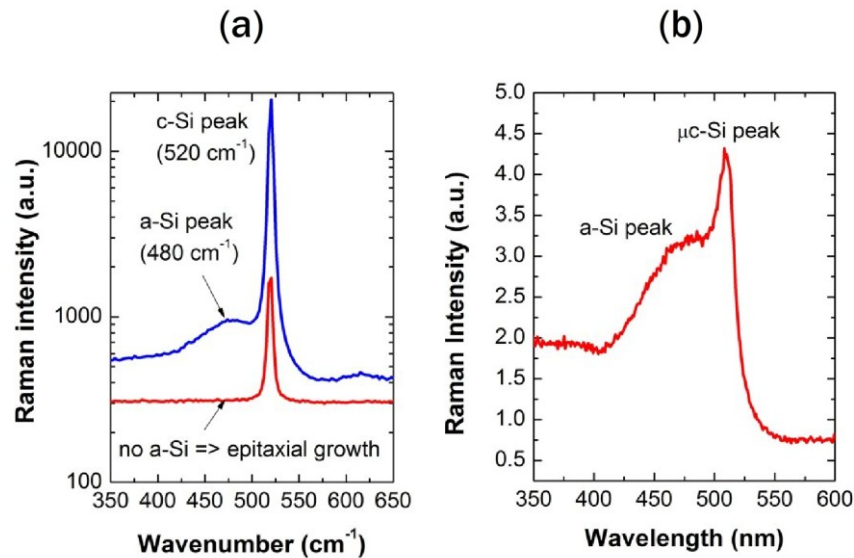 (a)
(b)
Raman intensity (a.u.)
10000
1000
100
c-Si peak
(520 cm⁻¹)
a-Si peak
(480 cm⁻¹)
no a-Si => epitaxial growth
350 400 450 500 550 600 650
Wavenumber (cm⁻¹)
Raman Intensity (a.u.)
5.0
4.5
4.0
3.5
3.0
2.5
2.0
1.5
1.0
0.5
μc-Si peak
a-Si peak
350 400 450 500 550 600
Wavelength (nm)